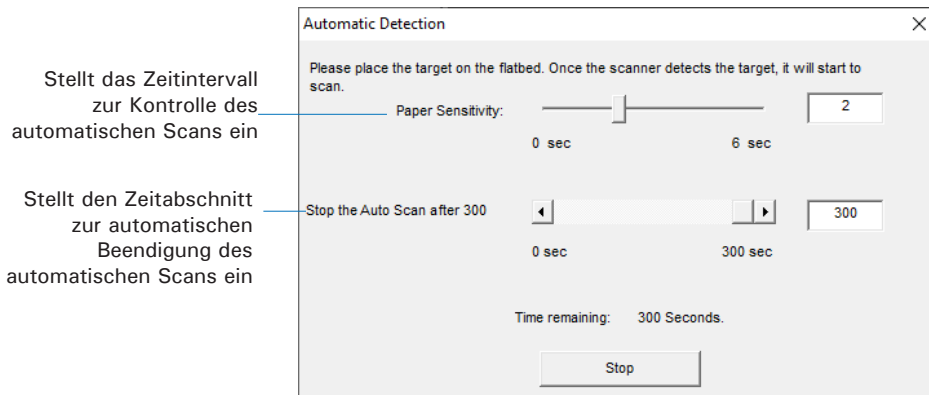 Automatic Detection
Please place the target on the flatbed. Once the scanner detects the target, it will start to
scan.
Stellt das Zeitintervall
zur Kontrolle des
automatischen Scans ein
Paper Sensitivity:
2
0 sec
6 sec
Stellt den Zeitabschnitt
zur automatischen
Beendigung des
automatischen Scans ein
Stop the Auto Scan after 300
300
0 sec
300 sec
Time remaining: 300 Seconds.
Stop